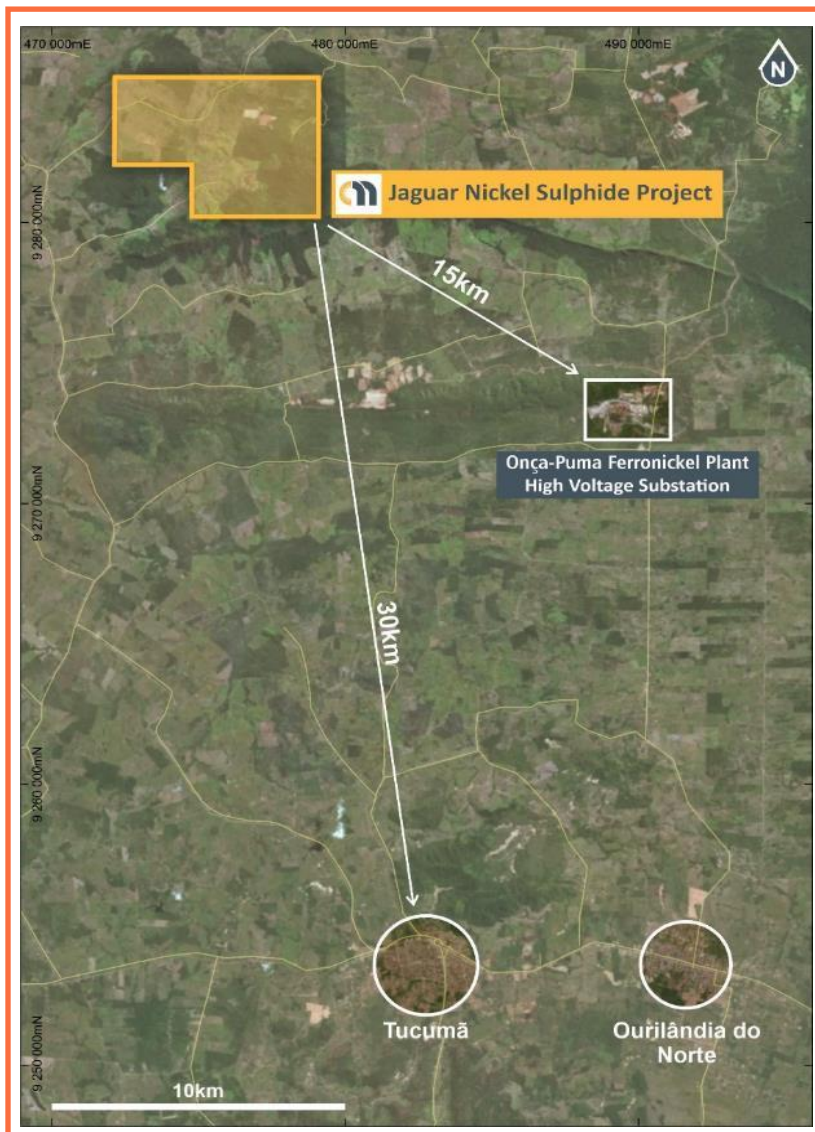 470 000mE
480 000mE
490 000mE
N
Jaguar Nickel Sulphide Project
9 280 000mN
15km
Onça-Puma Ferronickel Plant
High Voltage Substation
9 270 000mN
30km
9 260 000mN
Tucumã
Ourilândia do
Norte
9 250 000mN
10km